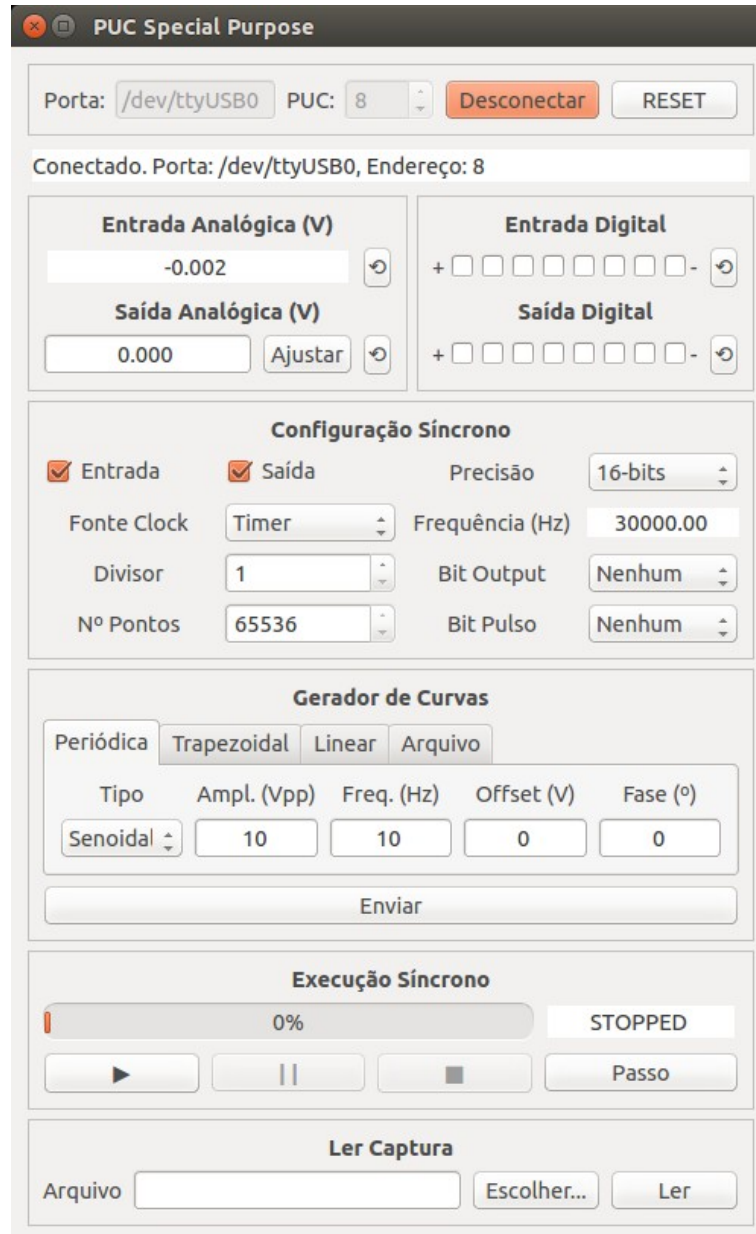 PUC Special Purpose
Porta: /dev/ttyUSB0 PUC: 8 Desconectar RESET
Conectado. Porta: /dev/ttyUSB0, Endereço: 8
Entrada Analógica (V) Entrada Digital
-0.002 + -
Saída Analógica (V) Saída Digital
0.000 Ajustar + -
Configuração Síncrono
Entrada Saída Precisão 16-bits
Fonte Clock Timer Frequência (Hz) 30000.00
Divisor 1 Bit Output Nenhum
Nº Pontos 65536 Bit Pulso Nenhum
Gerador de Curvas
Periódica Trapezoidal Linear Arquivo
Tipo Ampl. (Vpp) Freq. (Hz) Offset (V) Fase (º)
Senoidal 10 10 0 0
Enviar
Execução Síncrono
0% STOPPED
Passo
Ler Captura
Arquivo Escolher... Ler